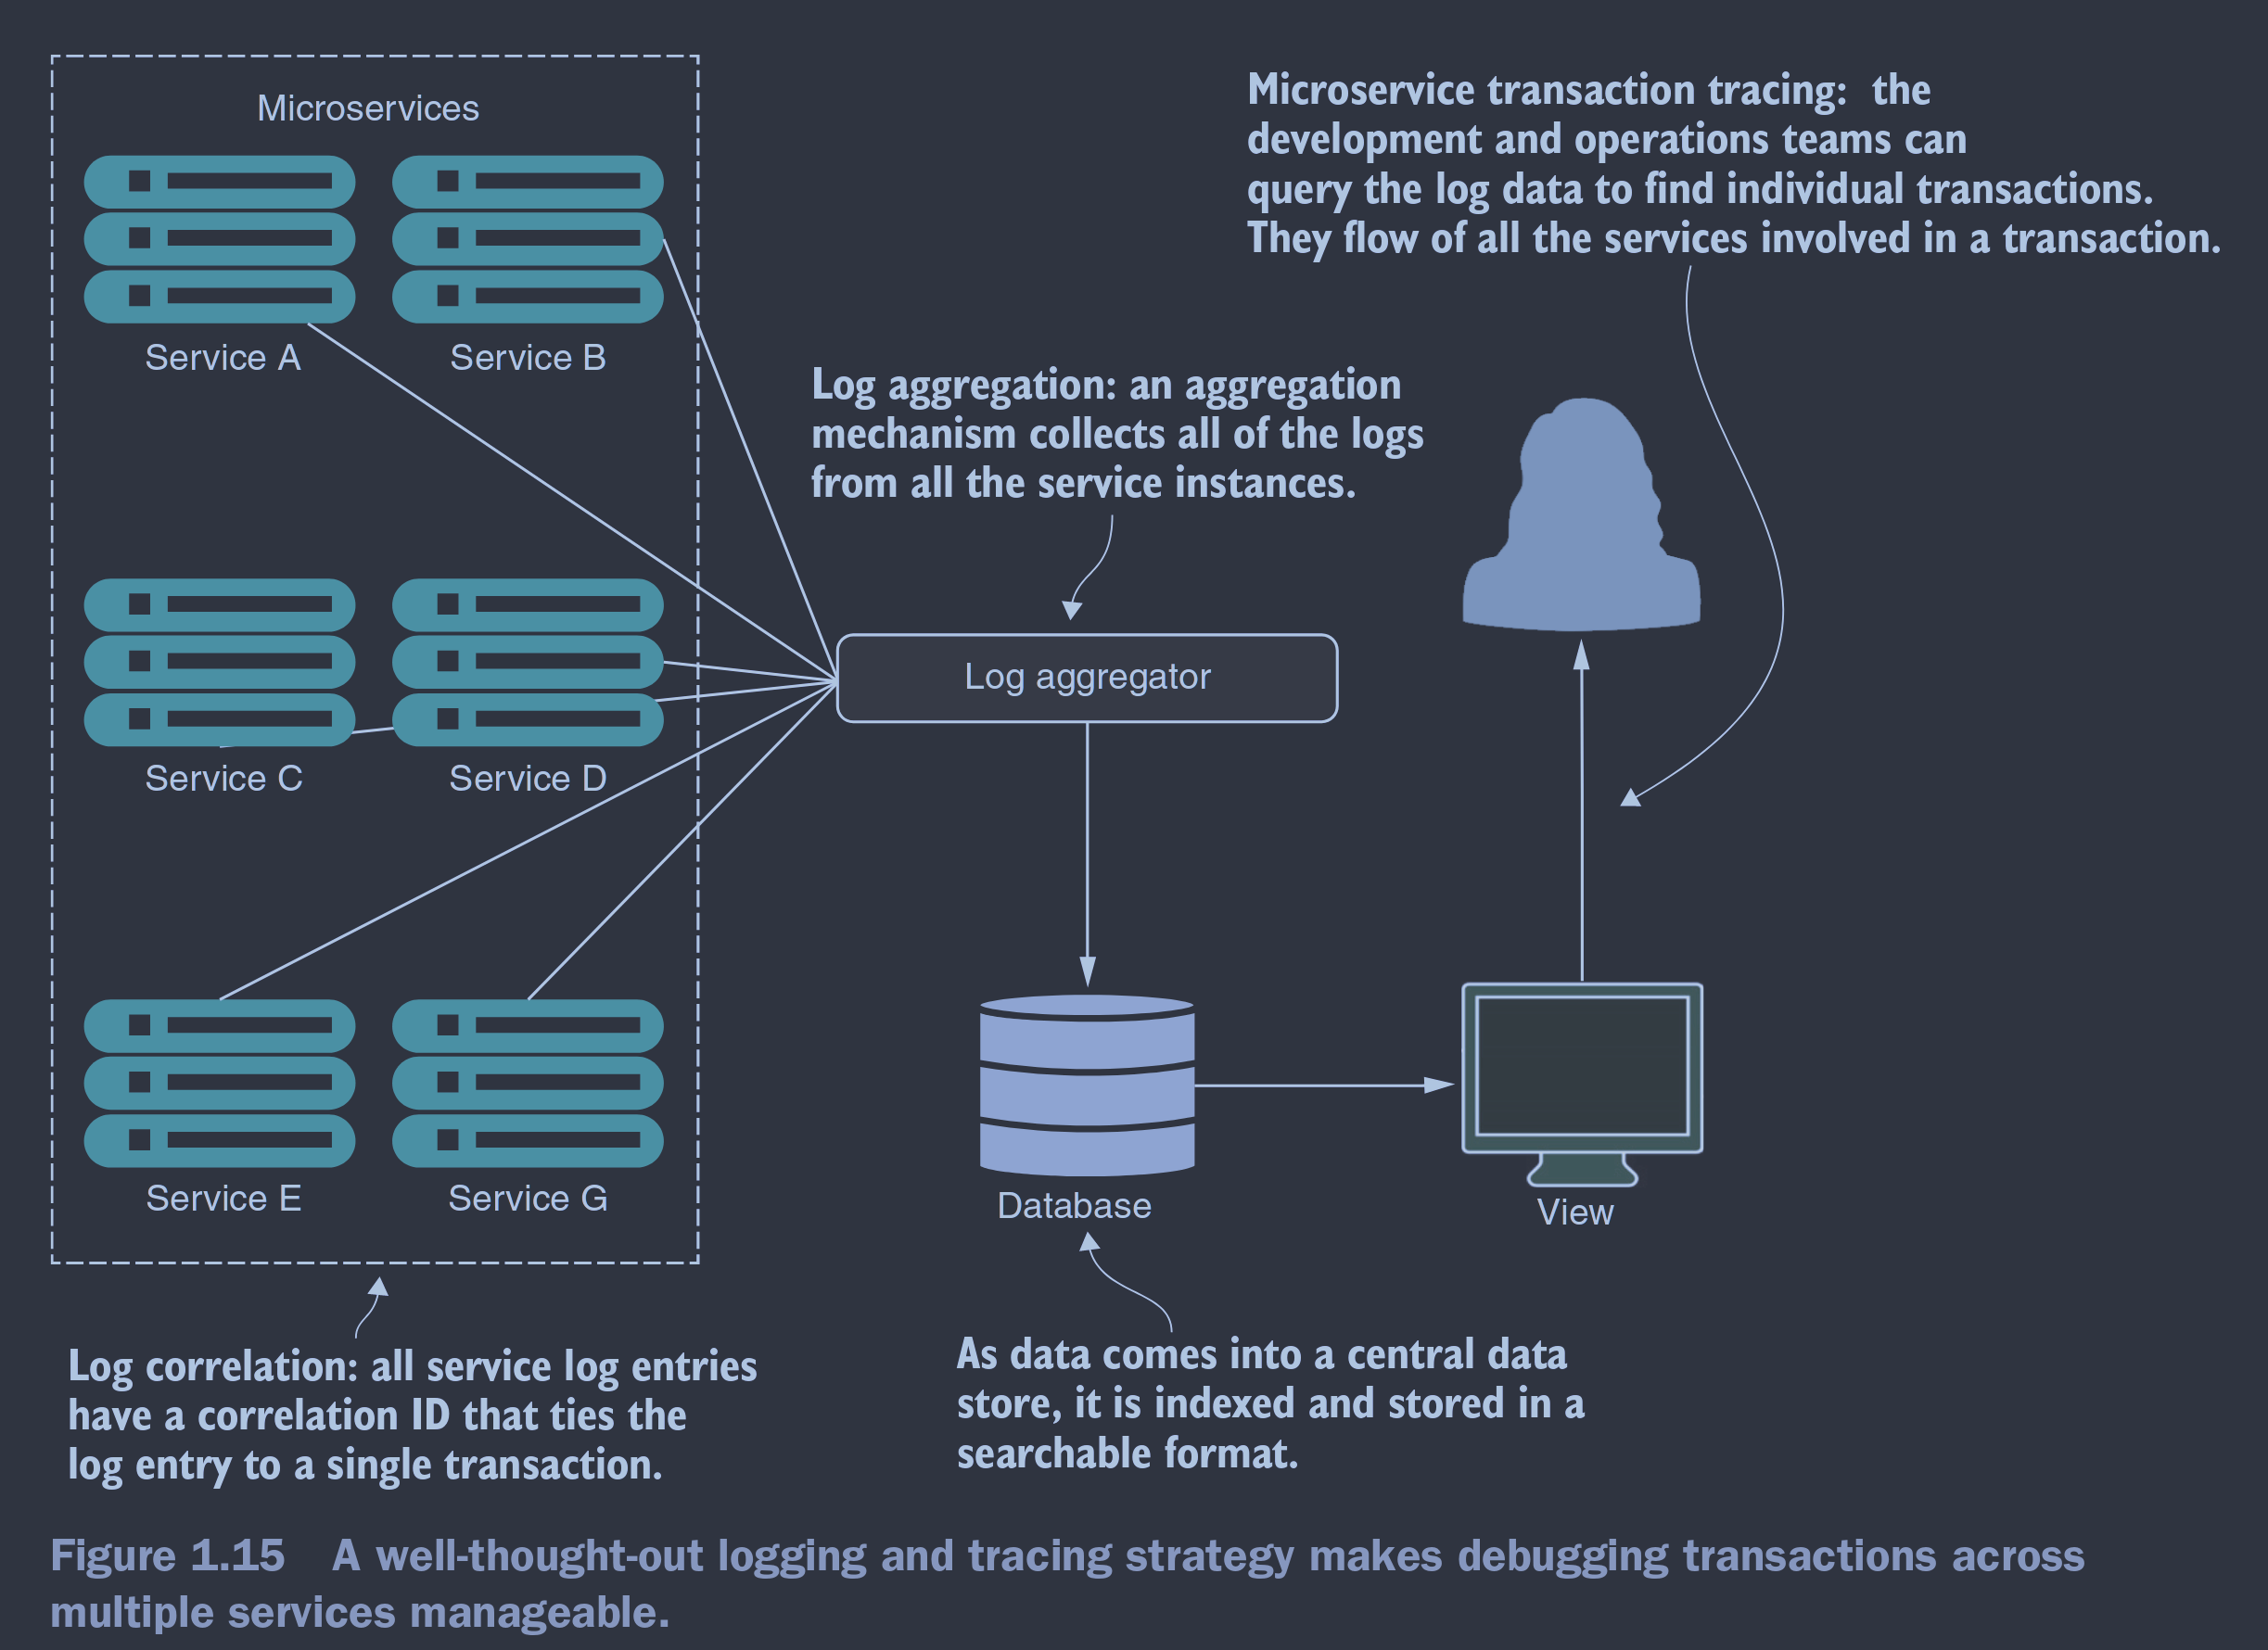 Microservices
Service A
Service B
Service C
Service D
Service E
Service G
Log correlation: all service log entries
have a correlation ID that ties the
log entry to a single transaction.
Log aggregation: an aggregation
mechanism collects all of the logs
from all the service instances.
Log aggregator
Database
As data comes into a central data
store, it is indexed and stored in a
searchable format.
View
Microservice transaction tracing: the
development and operations teams can
query the log data to find individual transactions.
They flow of all the services involved in a transaction.
Figure 1.15 A well-thought-out logging and tracing strategy makes debugging transactions across
multiple services manageable.